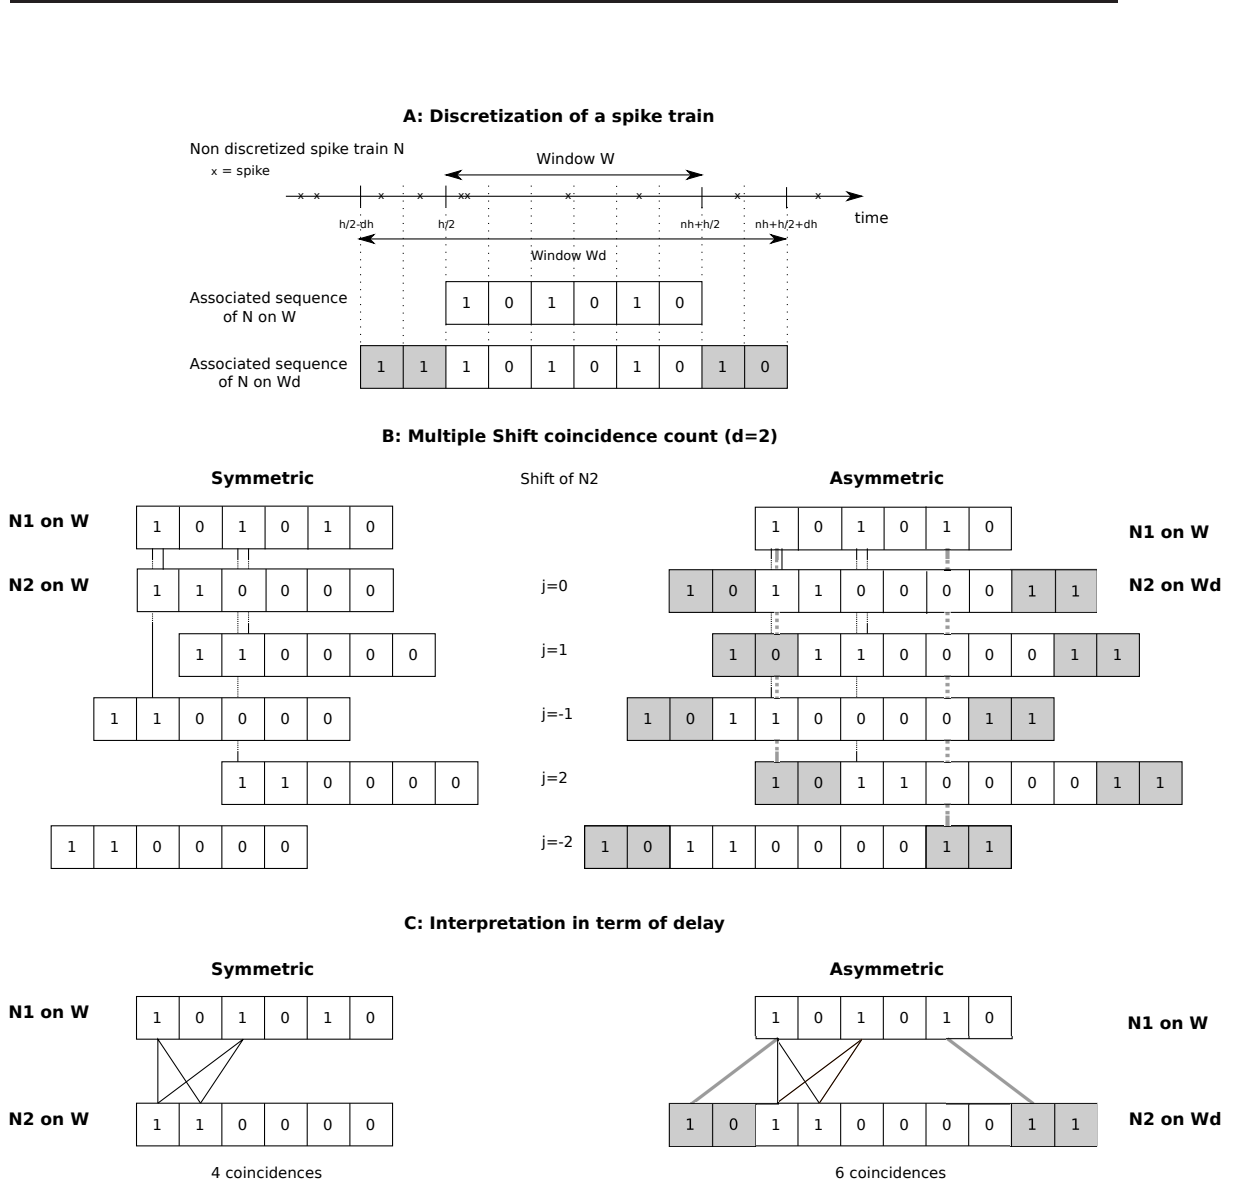 A: Discretization of a spike train
Non discretized spike train N
x = spike
Window W
x x x x xx x x x x
time
h/2-dh h/2 nh+h/2 nh+h/2+dh
Window Wd
Associated sequence
of N on W
1 0 1 0 1 0
Associated sequence
of N on Wd
1 1 1 0 1 0 1 0 1 0
B: Multiple Shift coincidence count (d=2)
Symmetric Shift of N2 Asymmetric
N1 on W 1 0 1 0 1 0 1 0 1 0 1 0 N1 on W
N2 on W 1 1 0 0 0 0 j=0 1 0 1 1 0 0 0 0 1 1 N2 on Wd
1 1 0 0 0 0 j=1 1 0 1 1 0 0 0 0 1 1
1 1 0 0 0 0 j=-1 1 0 1 1 0 0 0 0 1 1
1 1 0 0 0 0 j=2 1 0 1 1 0 0 0 0 1 1
1 1 0 0 0 0 j=-2 1 0 1 1 0 0 0 0 1 1
C: Interpretation in term of delay
Symmetric Asymmetric
N1 on W 1 0 1 0 1 0 1 0 1 0 1 0 N1 on W
N2 on W 1 1 0 0 0 0 1 0 1 1 0 0 0 0 1 1 N2 on Wd
4 coincidences 6 coincidences